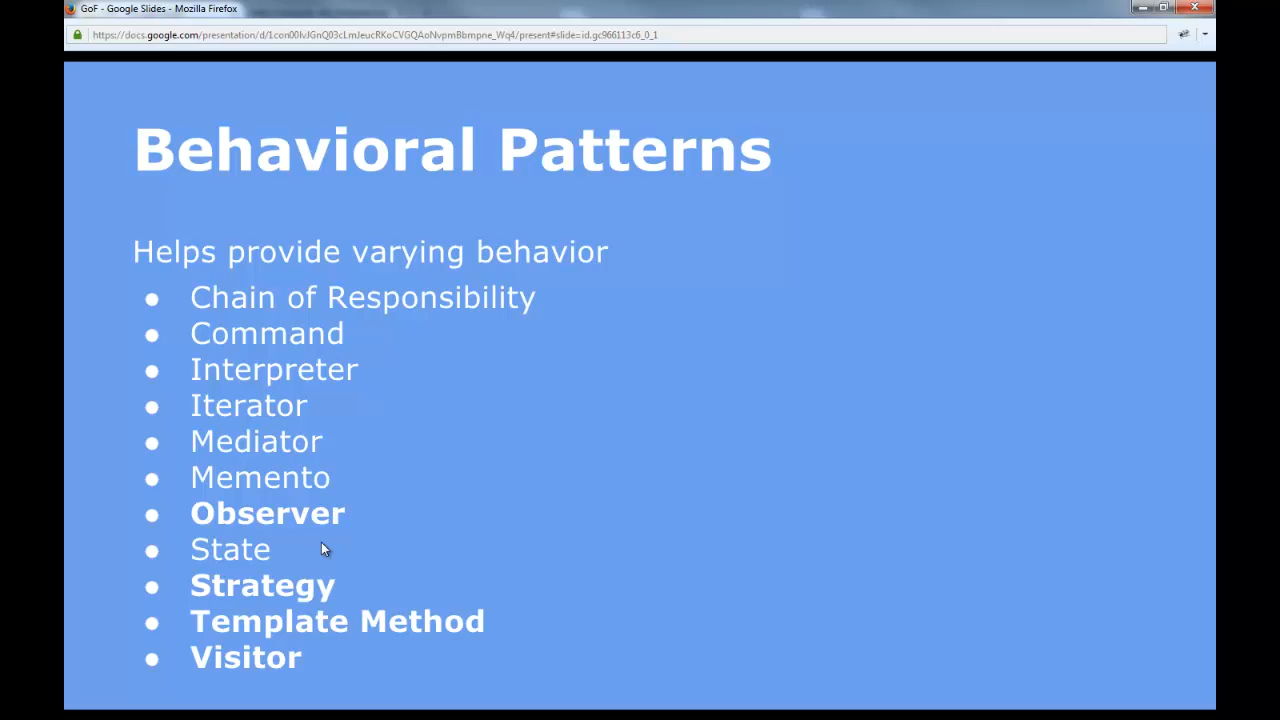 GoF - Google Slides - Mozilla Firefox
Behavioral Patterns
Helps provide varying behavior
● Chain of Responsibility
● Command
● Interpreter
● Iterator
● Mediator
● Memento
● Observer
● State
● Strategy
● Template Method
● Visitor